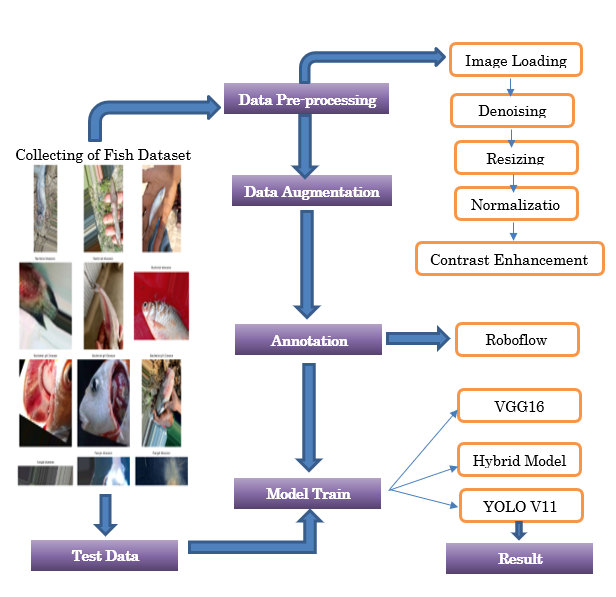 Image Loading
Data Pre-processing
Denoising
Collecting of Fish Dataset
Resizing
Data Augmentation
Normalizatio
Contrast Enhancement
Annotation
Roboflow
VGG16
Hybrid Model
Model Train
YOLO V11
Test Data
Result